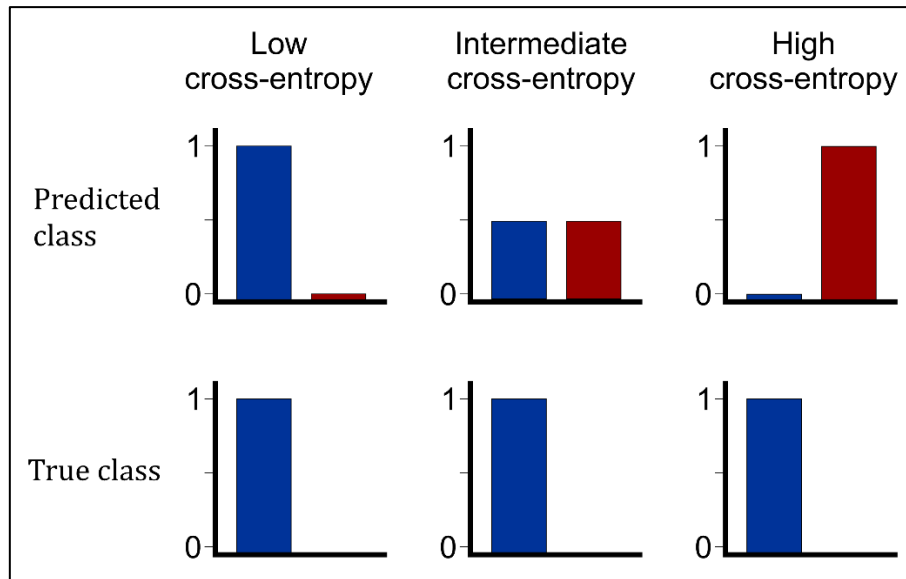 Low
cross-entropy
Intermediate
cross-entropy
High
cross-entropy
Predicted
class
1
0
1
0
1
0
True class
1
0
1
0
1
0